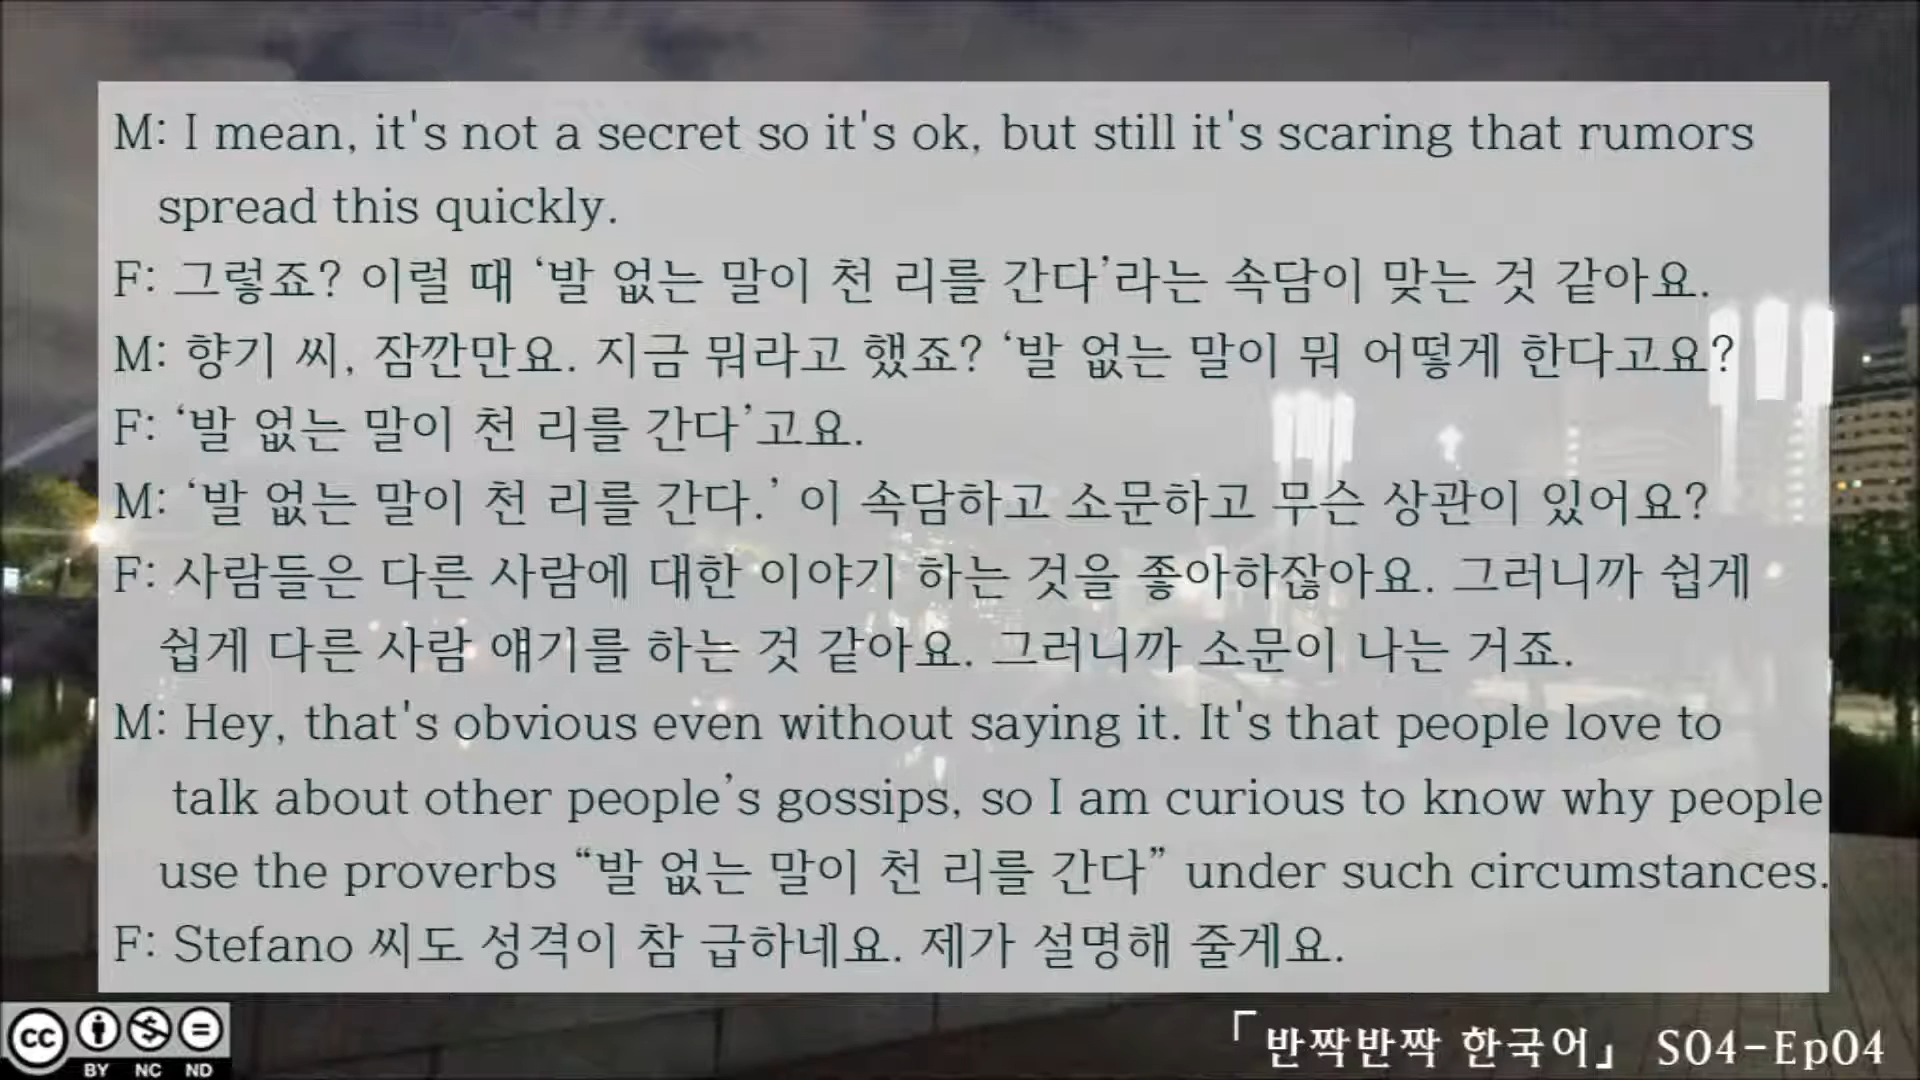 M: I mean, it's not a secret so it's ok, but still it's scaring that rumors
spread this quickly.
F: 그렇죠? 이럴 때 ‘발 없는 말이 천 리를 간다’라는 속담이 맞는 것 같아요.
M: 향기 씨, 잠깐만요. 지금 뭐라고 했죠? ‘발 없는 말이 뭐 어떻게 한다고요?
F: ‘발 없는 말이 천 리를 간다’고요.
M: ‘발 없는 말이 천 리를 간다.’ 이 속담하고 소문하고 무슨 상관이 있어요?
F: 사람들은 다른 사람에 대한 이야기 하는 것을 좋아하잖아요. 그러니까 쉽게
쉽게 다른 사람 얘기를 하는 것 같아요. 그러니까 소문이 나는 거죠.
M: Hey, that's obvious even without saying it. It's that people love to
talk about other people’s gossips, so I am curious to know why people
use the proverbs “발 없는 말이 천 리를 간다” under such circumstances.
F: Stefano 씨도 성격이 참 급하네요. 제가 설명해 줄게요.
cc BY NC ND
「반짝반짝 한국어」 S04-Ep04